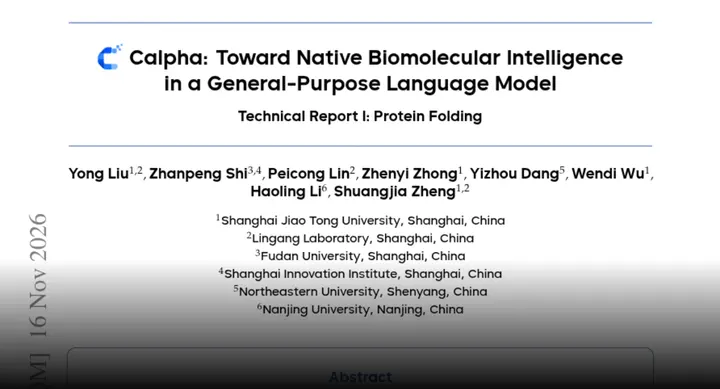 Calpha: Toward Native Biomolecular Intelligence
in a General-Purpose Language Model
Technical Report I: Protein Folding
Yong Liu1,2, Zhanpeng Shi3,4, Peicong Lin2, Zhenyi Zhong1, Yizhou Dang5, Wendi Wu1,
Haoling Li6, Shuangjia Zheng1,2
1Shanghai Jiao Tong University, Shanghai, China
2Lingang Laboratory, Shanghai, China
3Fudan University, Shanghai, China
4Shanghai Innovation Institute, Shanghai, China
5Northeastern University, Shenyang, China
6Nanjing University, Nanjing, China
M] 16 Nov 2026
Abstract